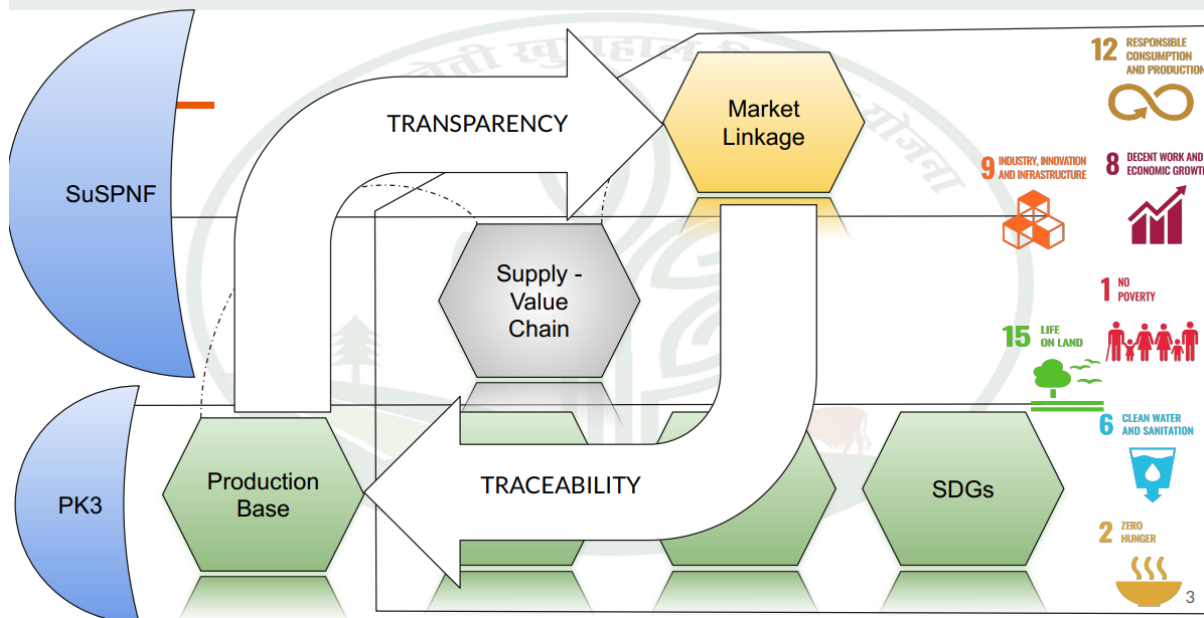 TRANSPARENCY
Market
Linkage
SuSPNF
Supply -
Value
Chain
PK3
Production
Base
TRACEABILITY
SDGs
12 RESPONSIBLE
CONSUMPTION
AND PRODUCTION
9 INDUSTRY, INNOVATION
AND INFRASTRUCTURE
8 DECENT WORK AND
ECONOMIC GROWTH
1 NO
POVERTY
15 LIFE
ON LAND
6 CLEAN WATER
AND SANITATION
2 ZERO
HUNGER
3